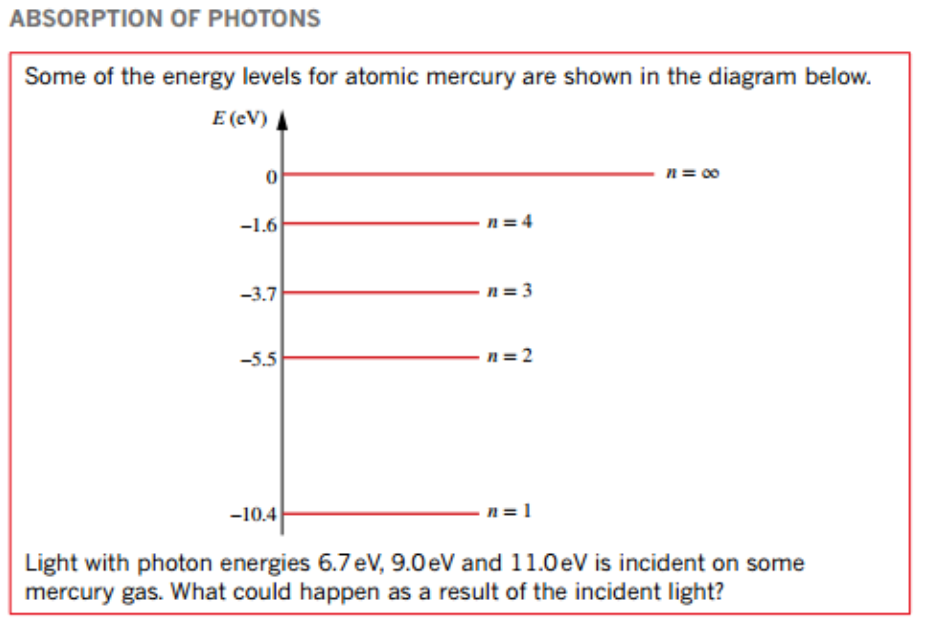 ABSORPTION OF PHOTONS
Some of the energy levels for atomic mercury are shown in the diagram below.
E (eV)
0 n = ∞
–1.6 n = 4
–3.7 n = 3
–5.5 n = 2
–10.4 n = 1
Light with photon energies 6.7 eV, 9.0 eV and 11.0 eV is incident on some
mercury gas. What could happen as a result of the incident light?